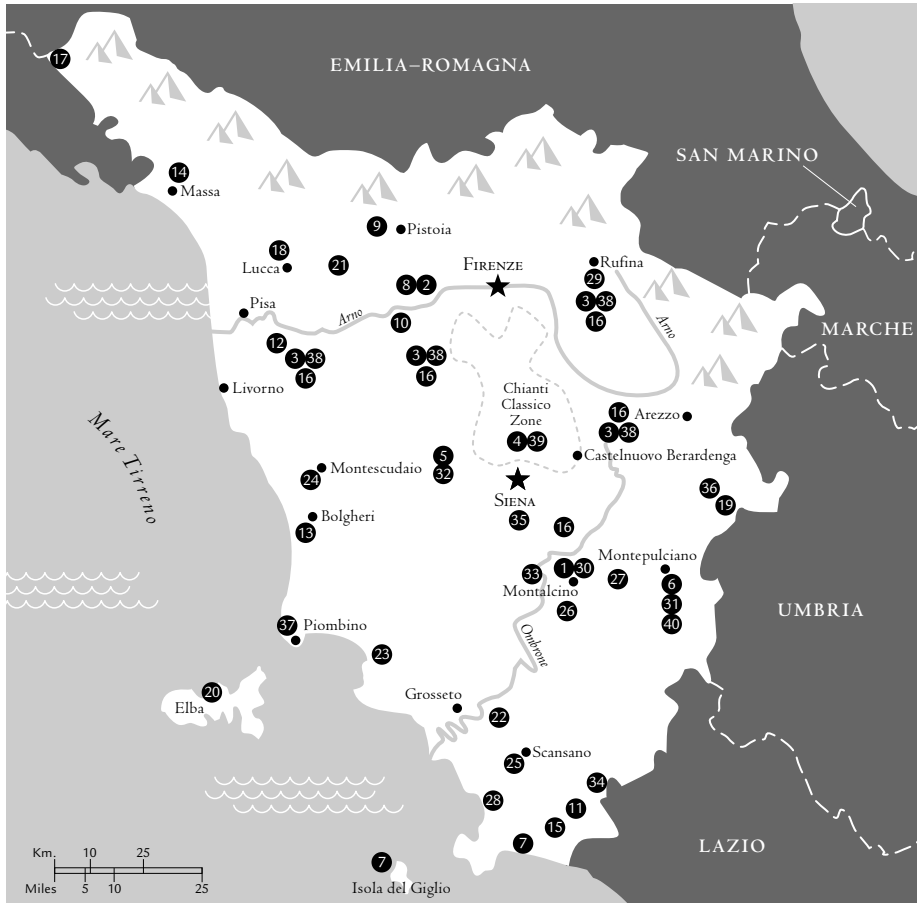 EMILIA–ROMAGNA
17
SAN MARINO
14
Massa
9
Pistoia
18
Lucca
21
FIRENZE
Rufina
29
8 2
3 38
Pisa
Arno
10
16
Arno
MARCHE
12
3 38
16
3 38
16
Livorno
Chianti
Classico
Zone
4 39
16
3 38
Arezzo
Castelnuovo Berardenga
Mare Tirreno
5
32
Montescudaio
24
SIENA
36
19
Bolgheri
13
35
16
Montepulciano
33
1 30
27
Montalcino
26
6
31
40
UMBRIA
37
Piombino
23
Ombrone
20
Elba
Grosseto
22
Scansano
25
34
28
11
15
7
LAZIO
Km. 10 25
Miles 5 10 25
7
Isola del Giglio